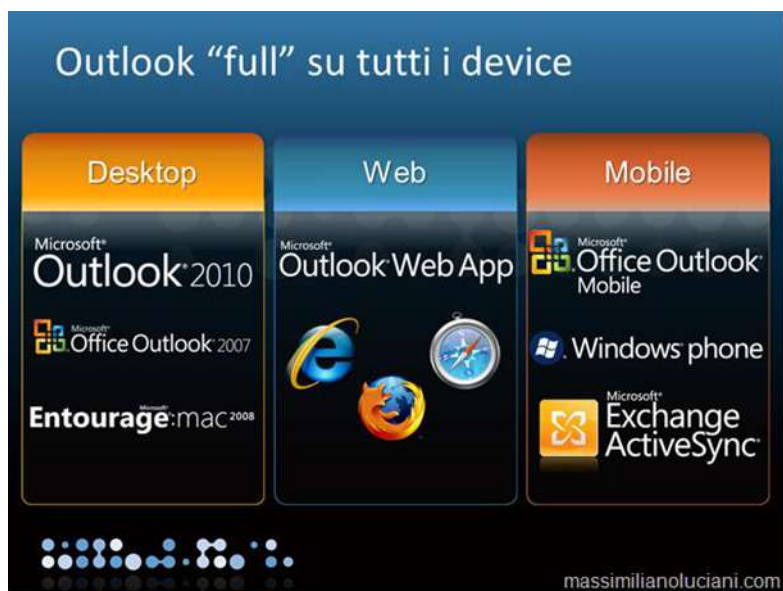 Outlook “full” su tutti i device
Desktop
Microsoft®
Outlook® 2010
Microsoft®
Office Outlook® 2007
Microsoft®
Entourage®:mac 2008
Web
Microsoft®
Outlook® Web App
Mobile
Microsoft®
Office Outlook®
Mobile
Windows® phone
Microsoft®
Exchange
ActiveSync®
massimilianoluciani.com